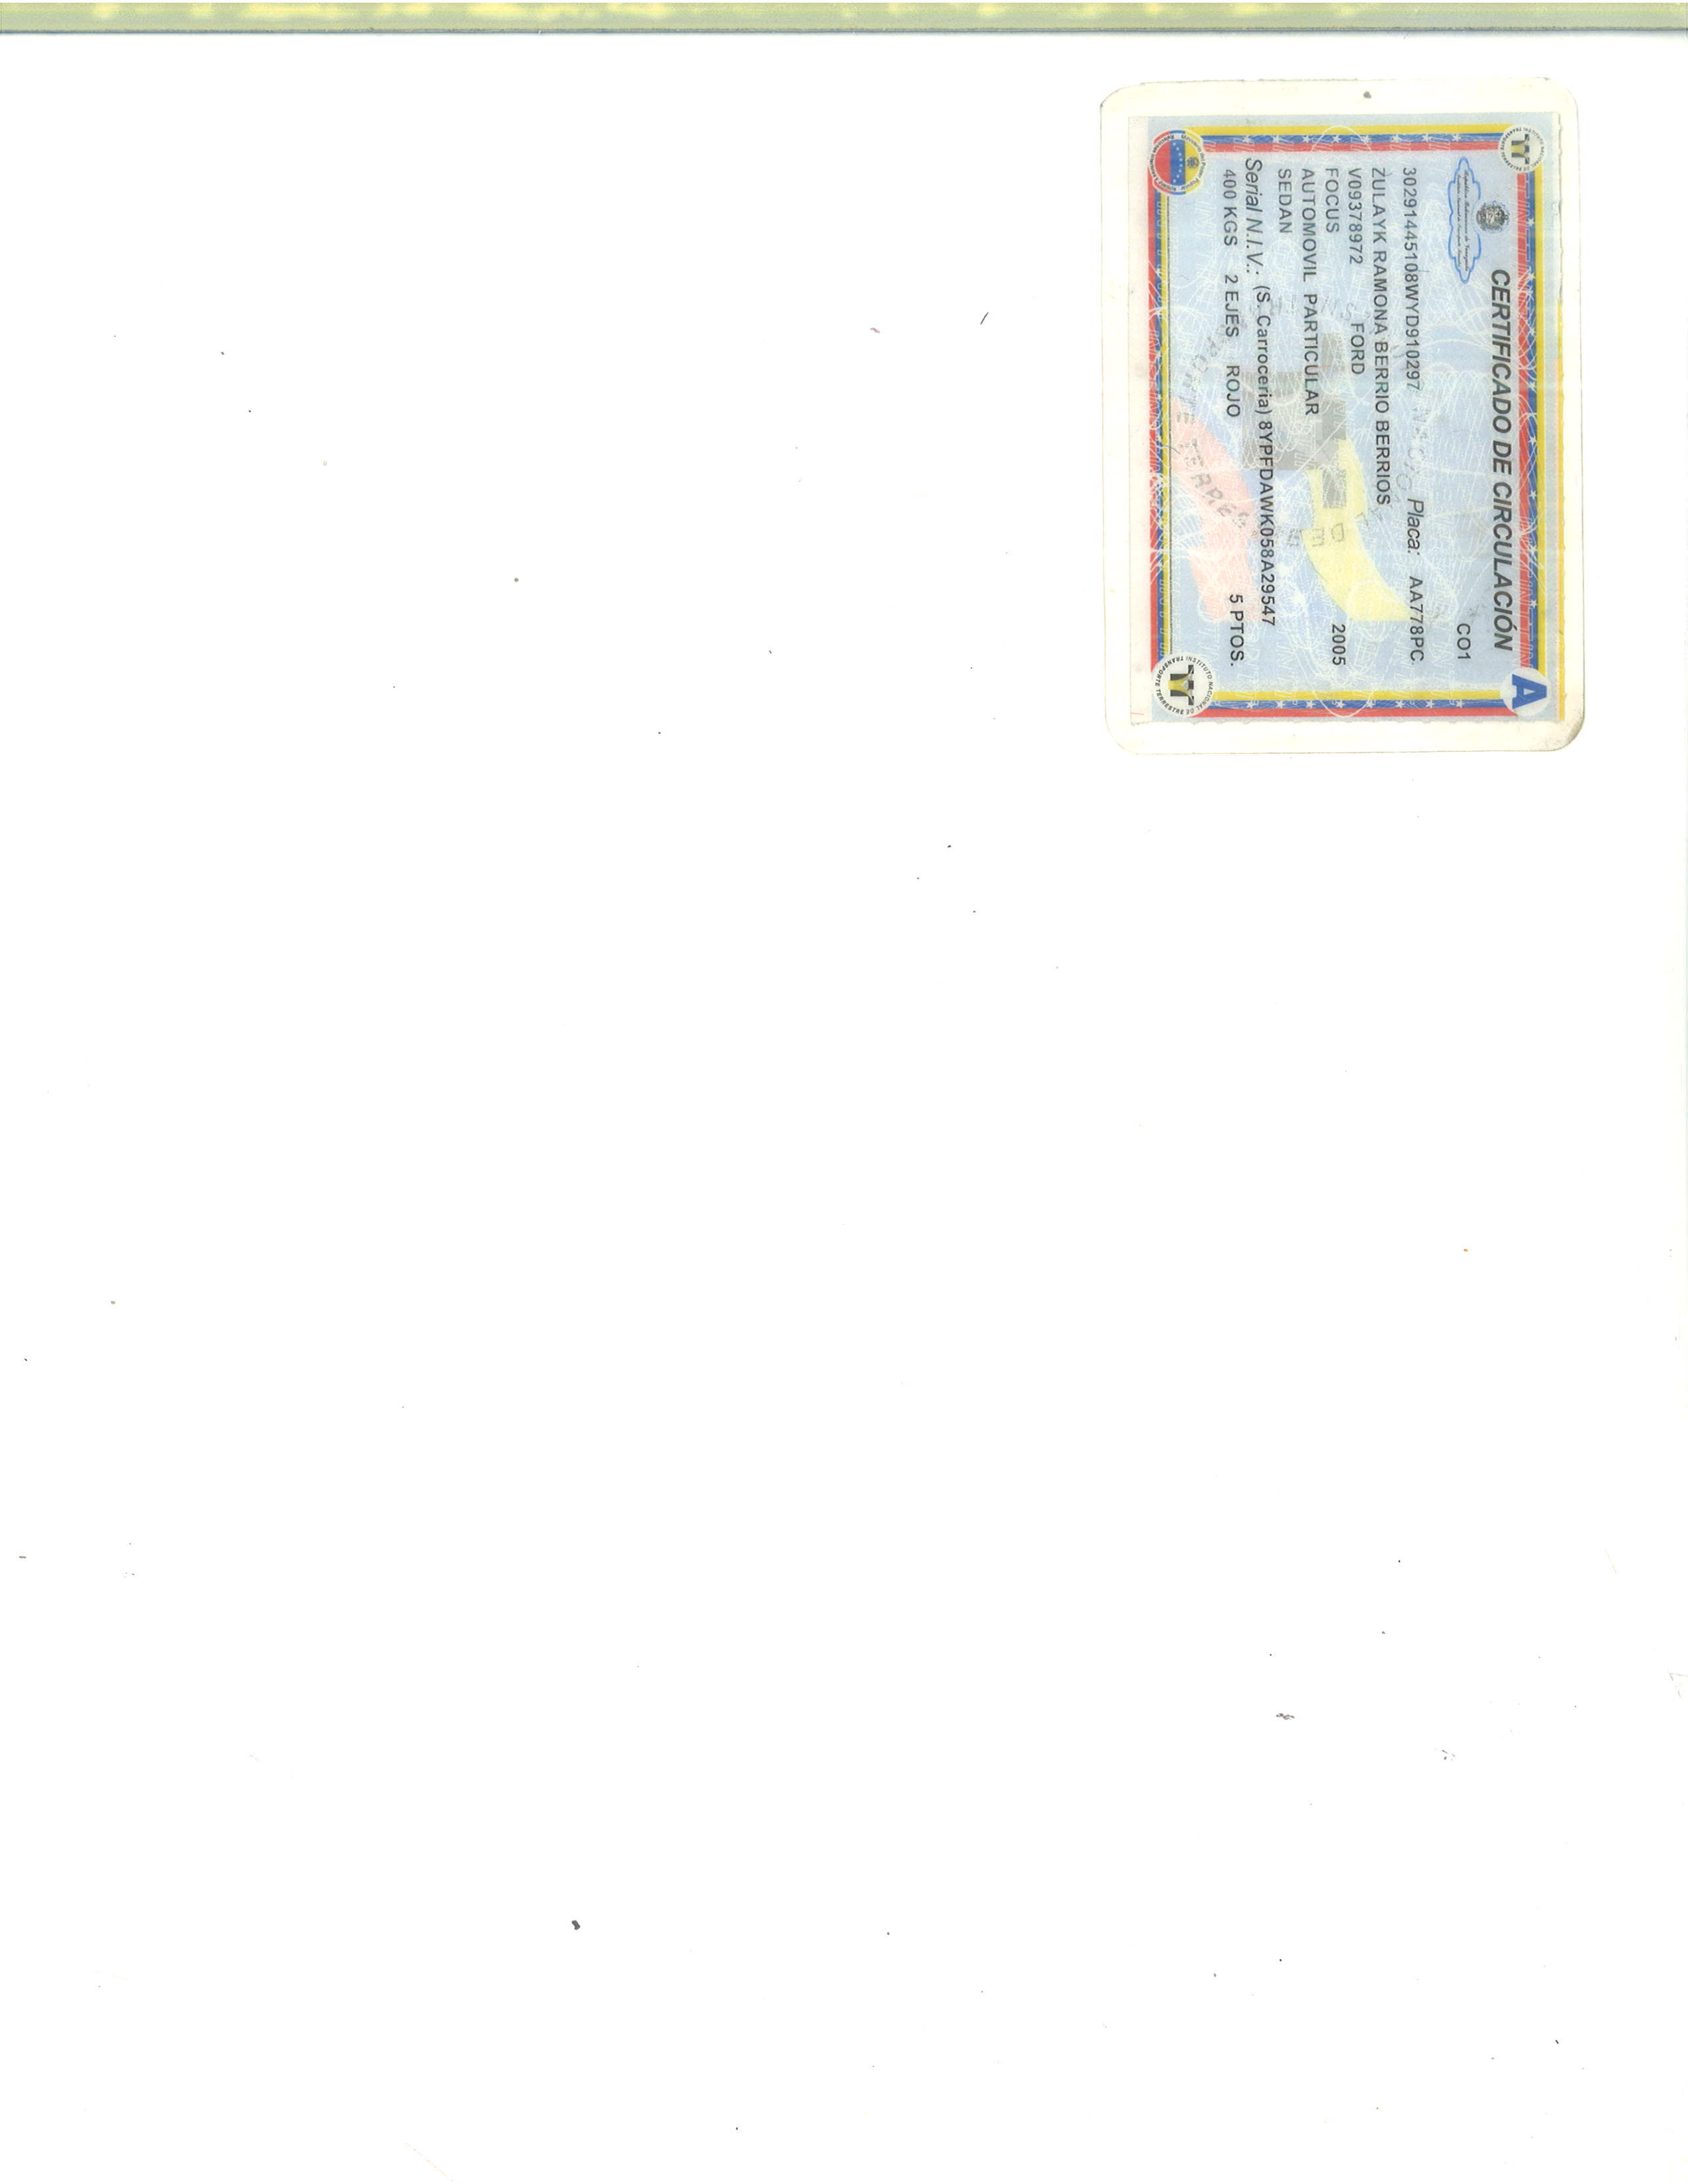 CERTIFICADO DE CIRCULACIÓN
CO1
30291445108WYD910297 Placa: AA778PC
ZULAYK RAMONA BERRIO BERRIOS
V09378972 FORD
FOCUS 2005
AUTOMOVIL PARTICULAR
SEDAN
Serial N.I.V.: (S. Carroceria) 8YPFDAWK058A29547
400 KGS 2 EJES ROJO 5 PTOS.
A
INSTITUTO NACIONAL DE TRANSPORTE TERRESTRE